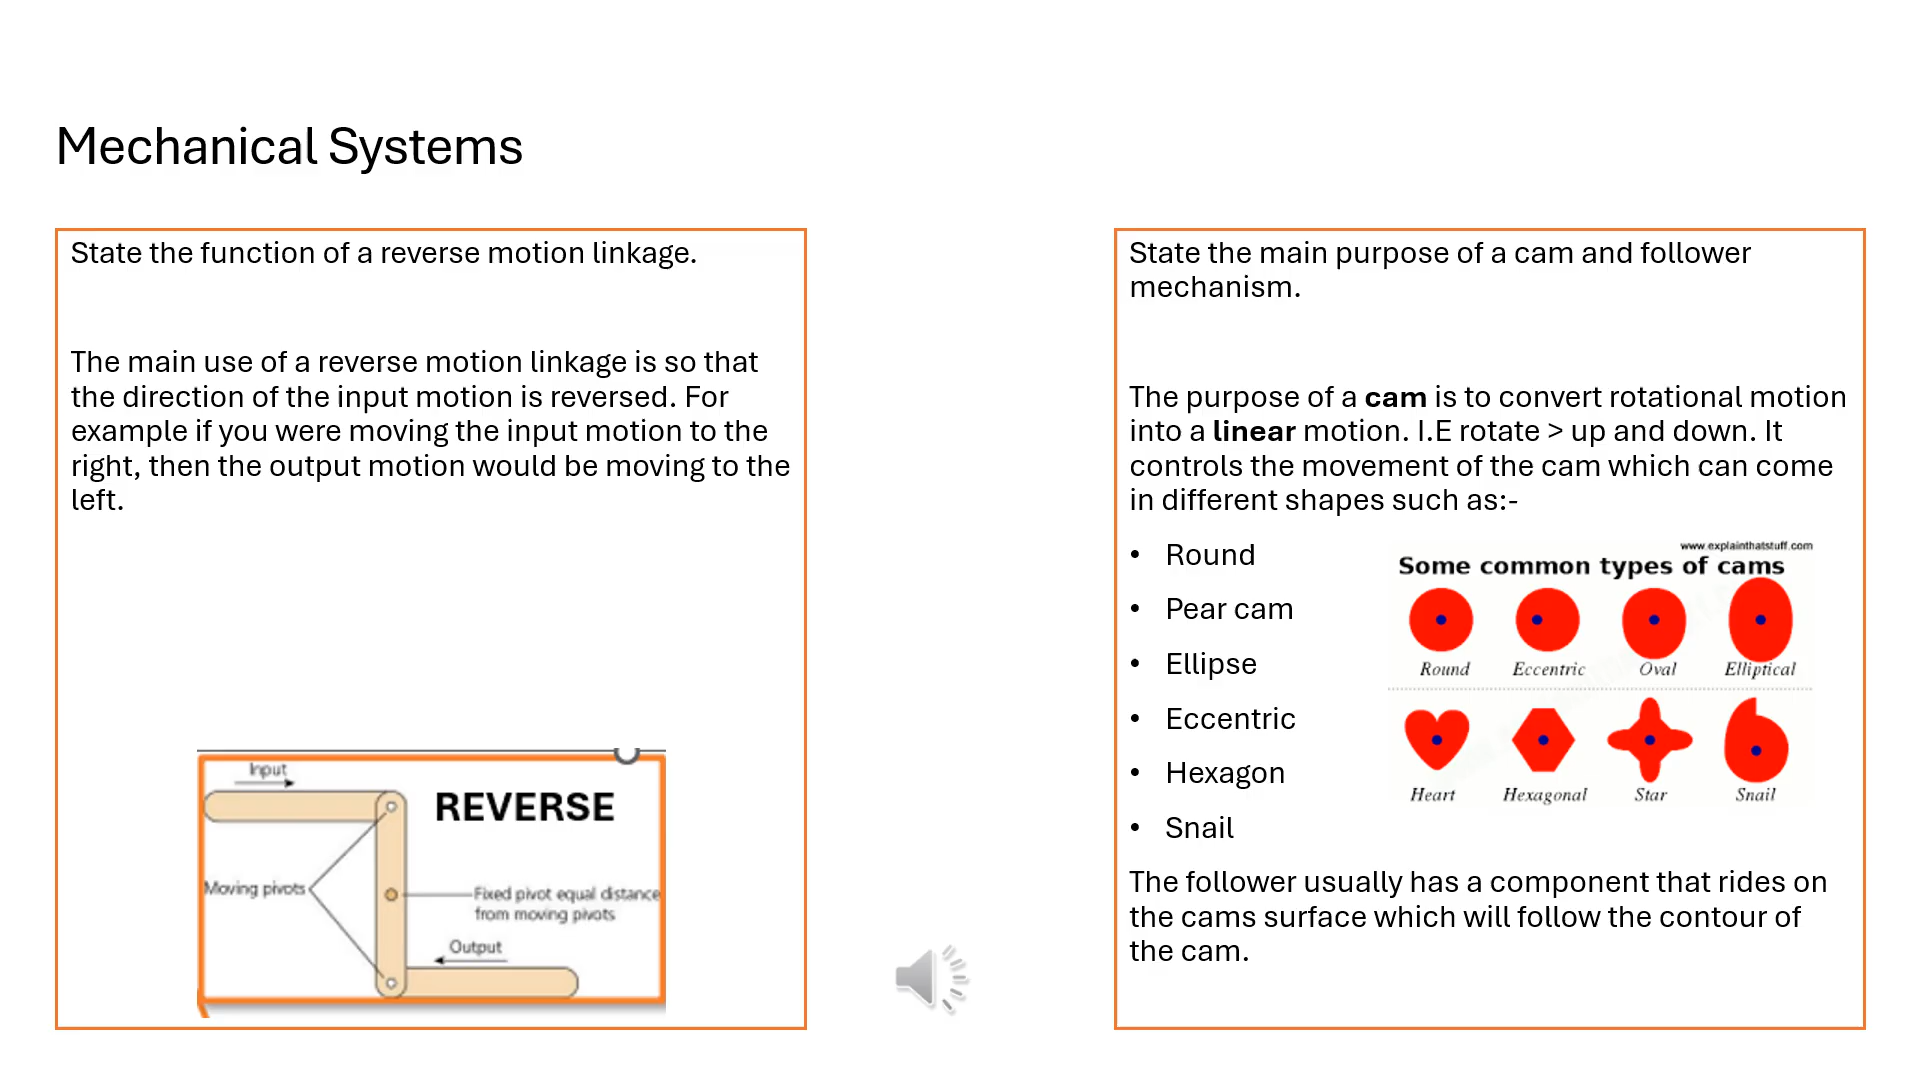 Mechanical Systems
State the function of a reverse motion linkage.
The main use of a reverse motion linkage is so that
the direction of the input motion is reversed. For
example if you were moving the input motion to the
right, then the output motion would be moving to the
left.
Input
REVERSE
Moving pivots
Fixed pivot equal distance
from moving pivots
Output
State the main purpose of a cam and follower
mechanism.
The purpose of a cam is to convert rotational motion
into a linear motion. I.E rotate > up and down. It
controls the movement of the cam which can come
in different shapes such as:-
• Round
• Pear cam
• Ellipse
• Eccentric
• Hexagon
• Snail
www.explainthatstuff.com
Some common types of cams
Round Eccentric Oval Elliptical
Heart Hexagonal Star Snail
The follower usually has a component that rides on
the cams surface which will follow the contour of
the cam.